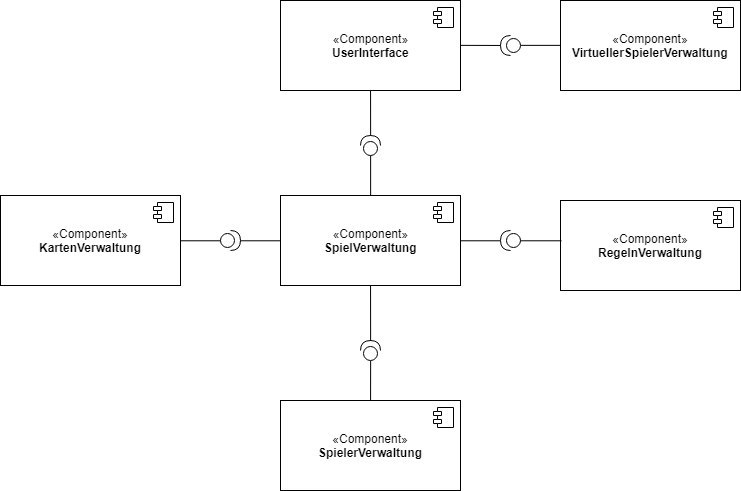 «Component»
UserInterface
«Component»
VirtuellerSpielerVerwaltung
«Component»
KartenVerwaltung
«Component»
SpielVerwaltung
«Component»
RegelnVerwaltung
«Component»
SpielerVerwaltung